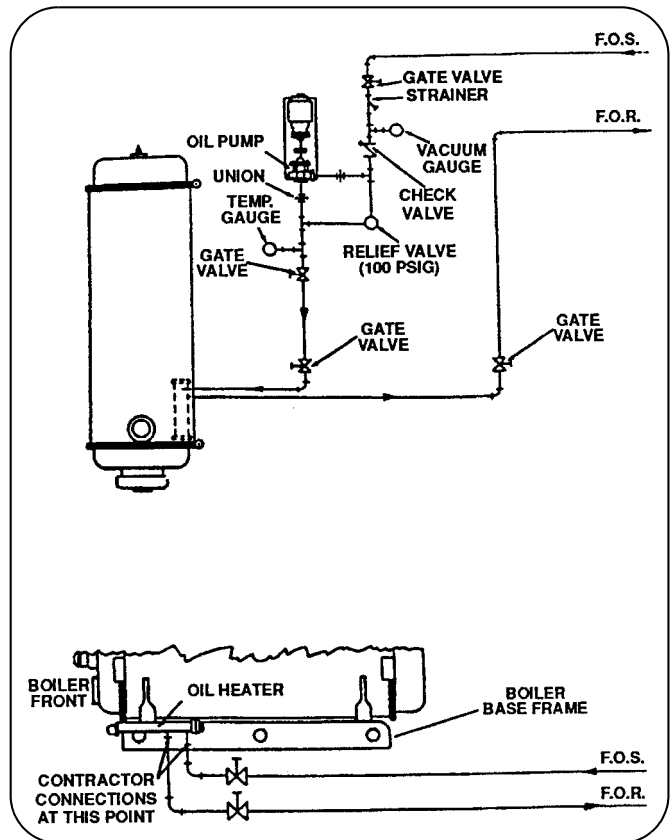 F.O.S.
GATE VALVE
STRAINER
F.O.R.
OIL PUMP
VACUUM
GAUGE
UNION
CHECK
VALVE
TEMP.
GAUGE
RELIEF VALVE
(100 PSIG)
GATE
VALVE
GATE
VALVE
GATE
VALVE
BOILER
FRONT
OIL HEATER
BOILER
BASE FRAME
F.O.S.
CONTRACTOR
CONNECTIONS
AT THIS POINT
F.O.R.